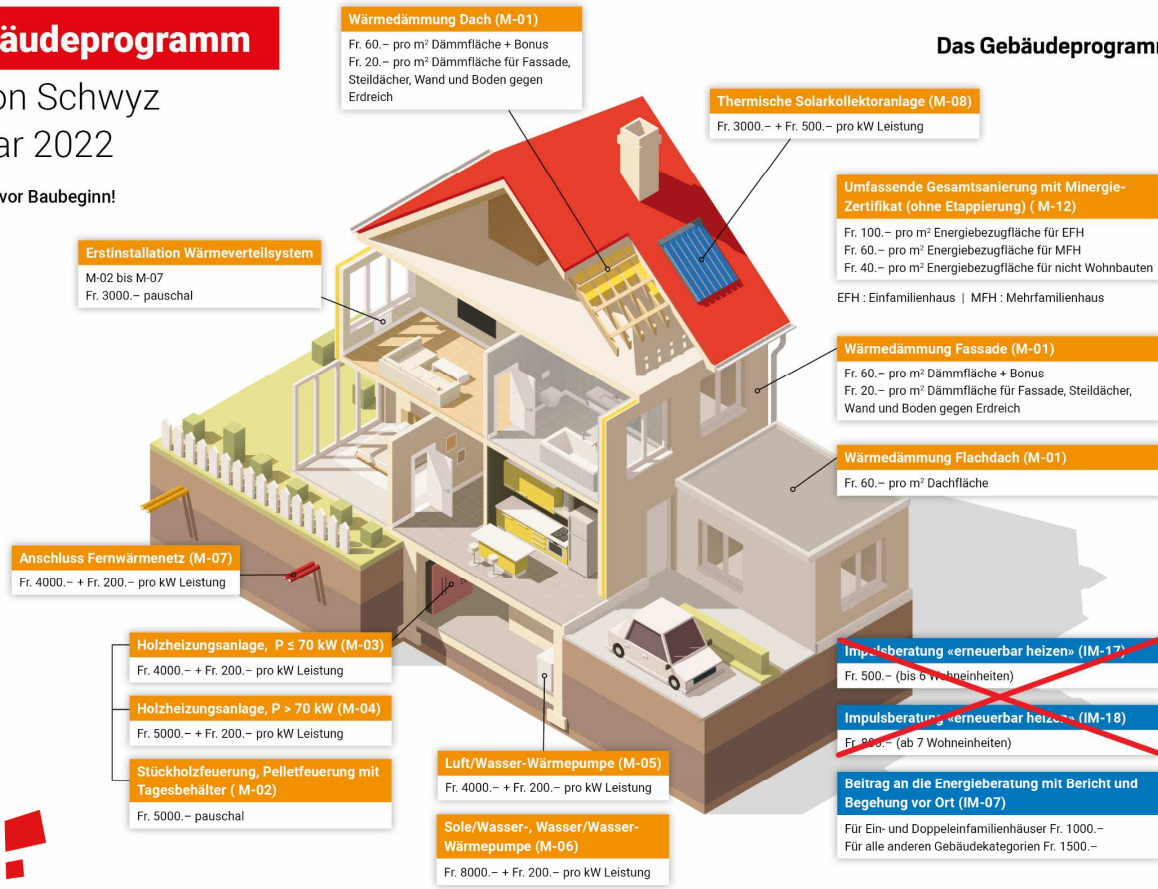 äudeprogramm
on Schwyz
ar 2022
vor Baubeginn!
Das Gebäudeprogramm
Wärmedämmung Dach (M-01)
Fr. 60.– pro m² Dämmfläche + Bonus
Fr. 20.– pro m² Dämmfläche für Fassade,
Steildächer, Wand und Boden gegen
Erdreich
Thermische Solarkollektoranlage (M-08)
Fr. 3000.– + Fr. 500.– pro kW Leistung
Umfassende Gesamtsanierung mit Minergie-
Zertifikat (ohne Etappierung) ( M-12)
Fr. 100.– pro m² Energiebezugfläche für EFH
Fr. 60.– pro m² Energiebezugfläche für MFH
Fr. 40.– pro m² Energiebezugfläche für nicht Wohnbauten
EFH : Einfamilienhaus | MFH : Mehrfamilienhaus
Erstinstallation Wärmeverteilsystem
M-02 bis M-07
Fr. 3000.– pauschal
Wärmedämmung Fassade (M-01)
Fr. 60.– pro m² Dämmfläche + Bonus
Fr. 20.– pro m² Dämmfläche für Fassade, Steildächer,
Wand und Boden gegen Erdreich
Wärmedämmung Flachdach (M-01)
Fr. 60.– pro m² Dachfläche
Anschluss Fernwärmenetz (M-07)
Fr. 4000.– + Fr. 200.– pro kW Leistung
Holzheizungsanlage, P ≤ 70 kW (M-03)
Fr. 4000.– + Fr. 200.– pro kW Leistung
Holzheizungsanlage, P > 70 kW (M-04)
Fr. 5000.– + Fr. 200.– pro kW Leistung
Stückholzfeuerung, Pelletfeuerung mit
Tagesbehälter ( M-02)
Fr. 5000.– pauschal
Luft/Wasser-Wärmepumpe (M-05)
Fr. 4000.– + Fr. 200.– pro kW Leistung
Sole/Wasser-, Wasser/Wasser-
Wärmepumpe (M-06)
Fr. 8000.– + Fr. 200.– pro kW Leistung
Impulsberatung «erneuerbar heizen» (IM-17)
Fr. 500.– (bis 6 Wohneinheiten)
Impulsberatung «erneuerbar heizen» (IM-18)
Fr. 800.– (ab 7 Wohneinheiten)
Beitrag an die Energieberatung mit Bericht und
Begehung vor Ort (IM-07)
Für Ein- und Doppeleinfamilienhäuser Fr. 1000.–
Für alle anderen Gebäudekategorien Fr. 1500.–